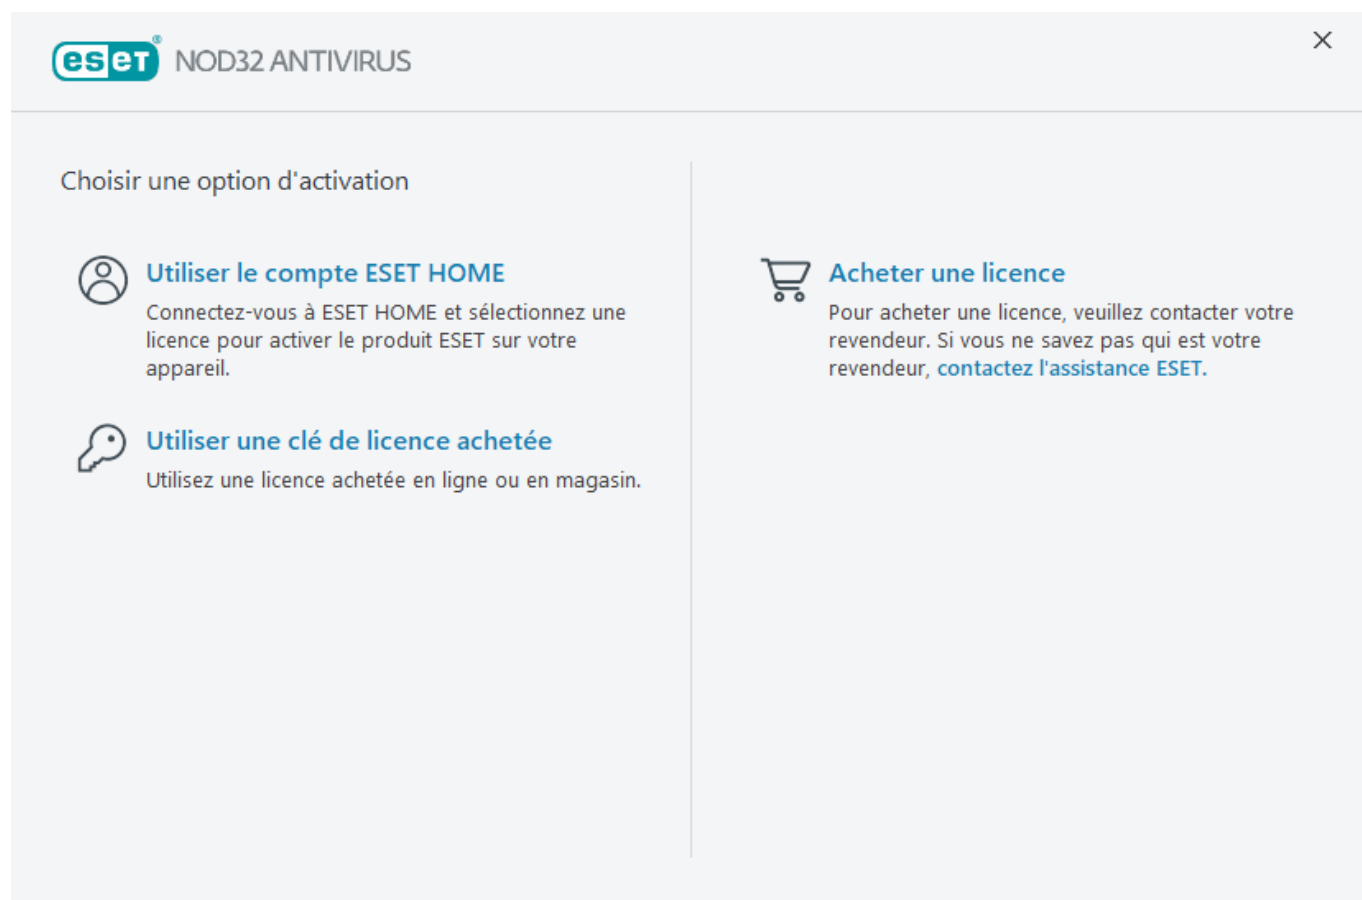 eset® NOD32 ANTIVIRUS
Choisir une option d'activation
Utiliser le compte ESET HOME
Connectez-vous à ESET HOME et sélectionnez une
licence pour activer le produit ESET sur votre
appareil.
Utiliser une clé de licence achetée
Utilisez une licence achetée en ligne ou en magasin.
Acheter une licence
Pour acheter une licence, veuillez contacter votre
revendeur. Si vous ne savez pas qui est votre
revendeur, contactez l'assistance ESET.